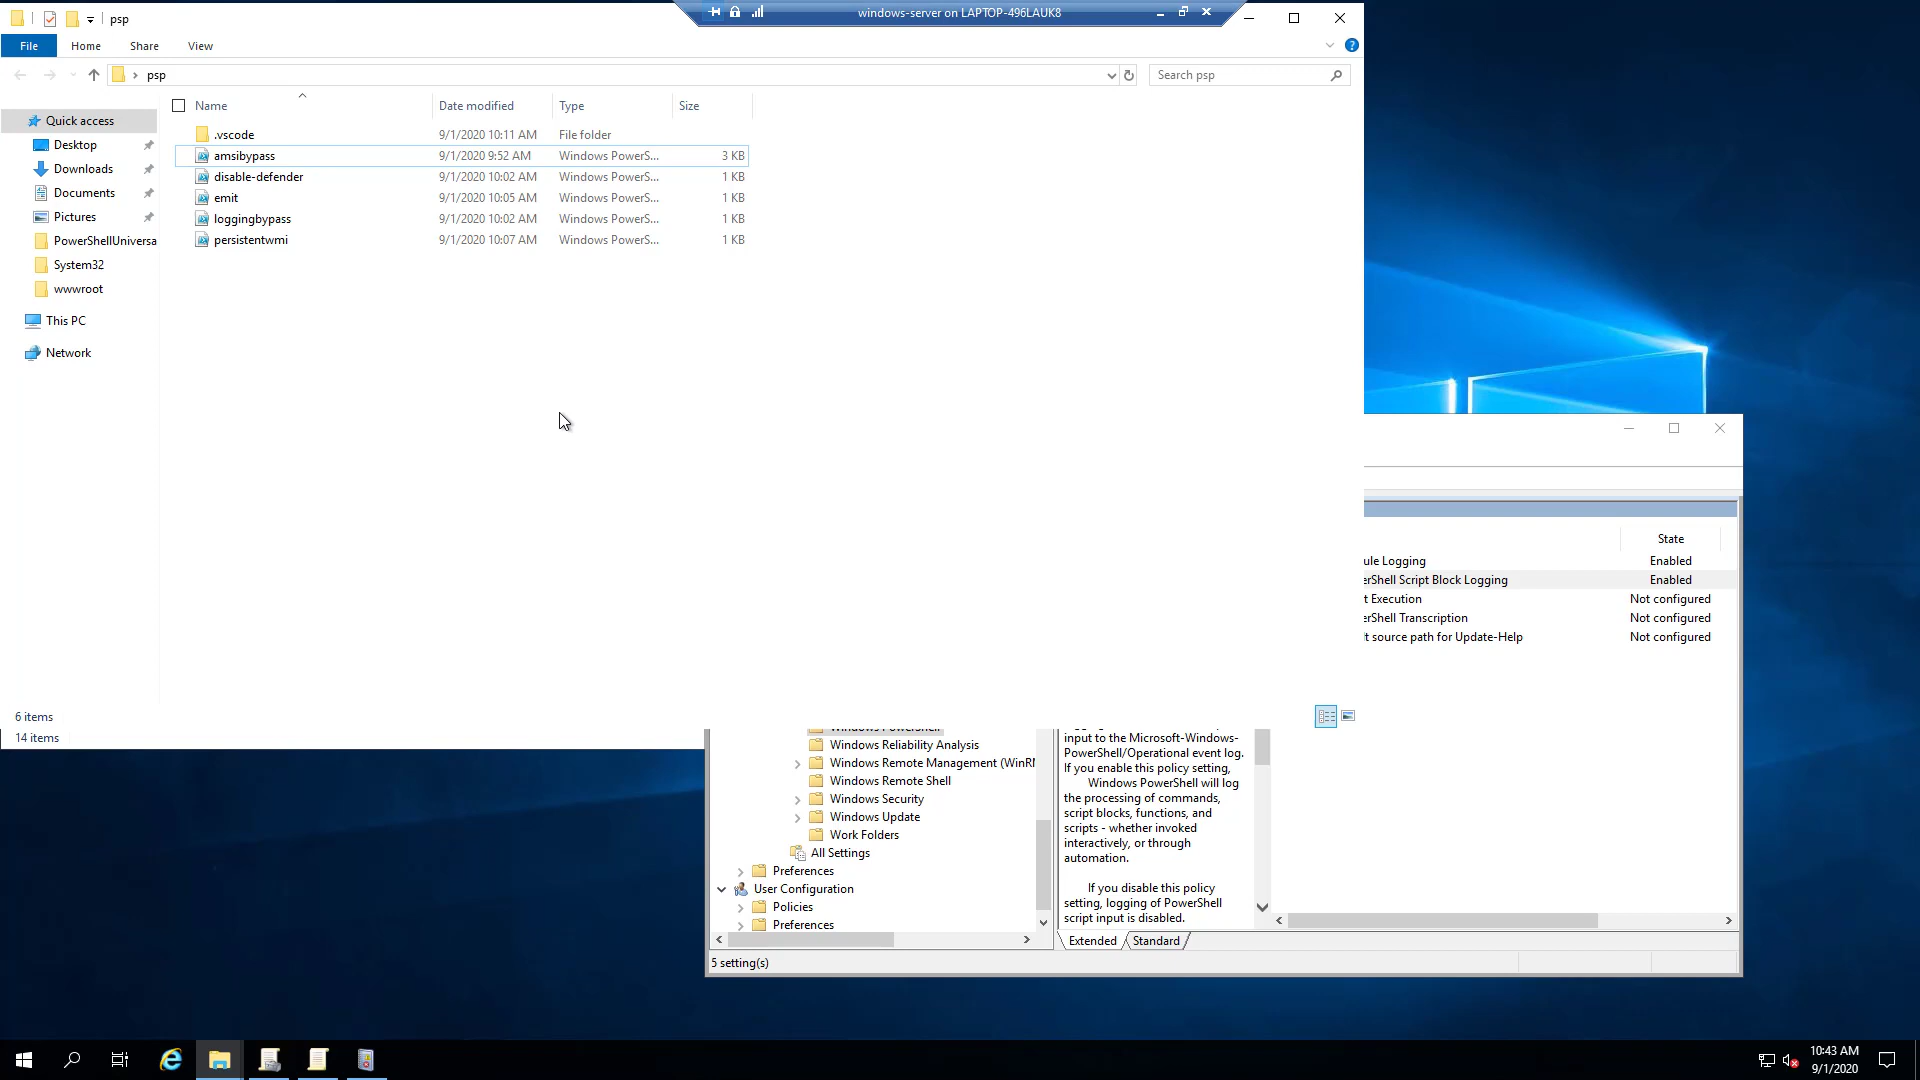 psp
windows-server on LAPTOP-496LAUK8
File
Home
Share
View
psp
Search psp
Name
Date modified
Type
Size
Quick access
Desktop
Downloads
Documents
Pictures
PowerShellUniversa
System32
wwwroot
This PC
Network
.vscode 9/1/2020 10:11 AM File folder
amsibypass 9/1/2020 9:52 AM Windows PowerS... 3 KB
disable-defender 9/1/2020 10:02 AM Windows PowerS... 1 KB
emit 9/1/2020 10:05 AM Windows PowerS... 1 KB
loggingbypass 9/1/2020 10:02 AM Windows PowerS... 1 KB
persistentwmi 9/1/2020 10:07 AM Windows PowerS... 1 KB
6 items
14 items
State
ule Logging Enabled
erShell Script Block Logging Enabled
t Execution Not configured
erShell Transcription Not configured
lt source path for Update-Help Not configured
Windows PowerShell
Windows Reliability Analysis
Windows Remote Management (WinRM
Windows Remote Shell
Windows Security
Windows Update
Work Folders
All Settings
Preferences
User Configuration
Policies
Preferences
input to the Microsoft-Windows-
PowerShell/Operational event log.
If you enable this policy setting,
Windows PowerShell will log
the processing of commands,
script blocks, functions, and
scripts - whether invoked
interactively, or through
automation.
If you disable this policy
setting, logging of PowerShell
script input is disabled.
Extended
Standard
5 setting(s)
10:43 AM
9/1/2020